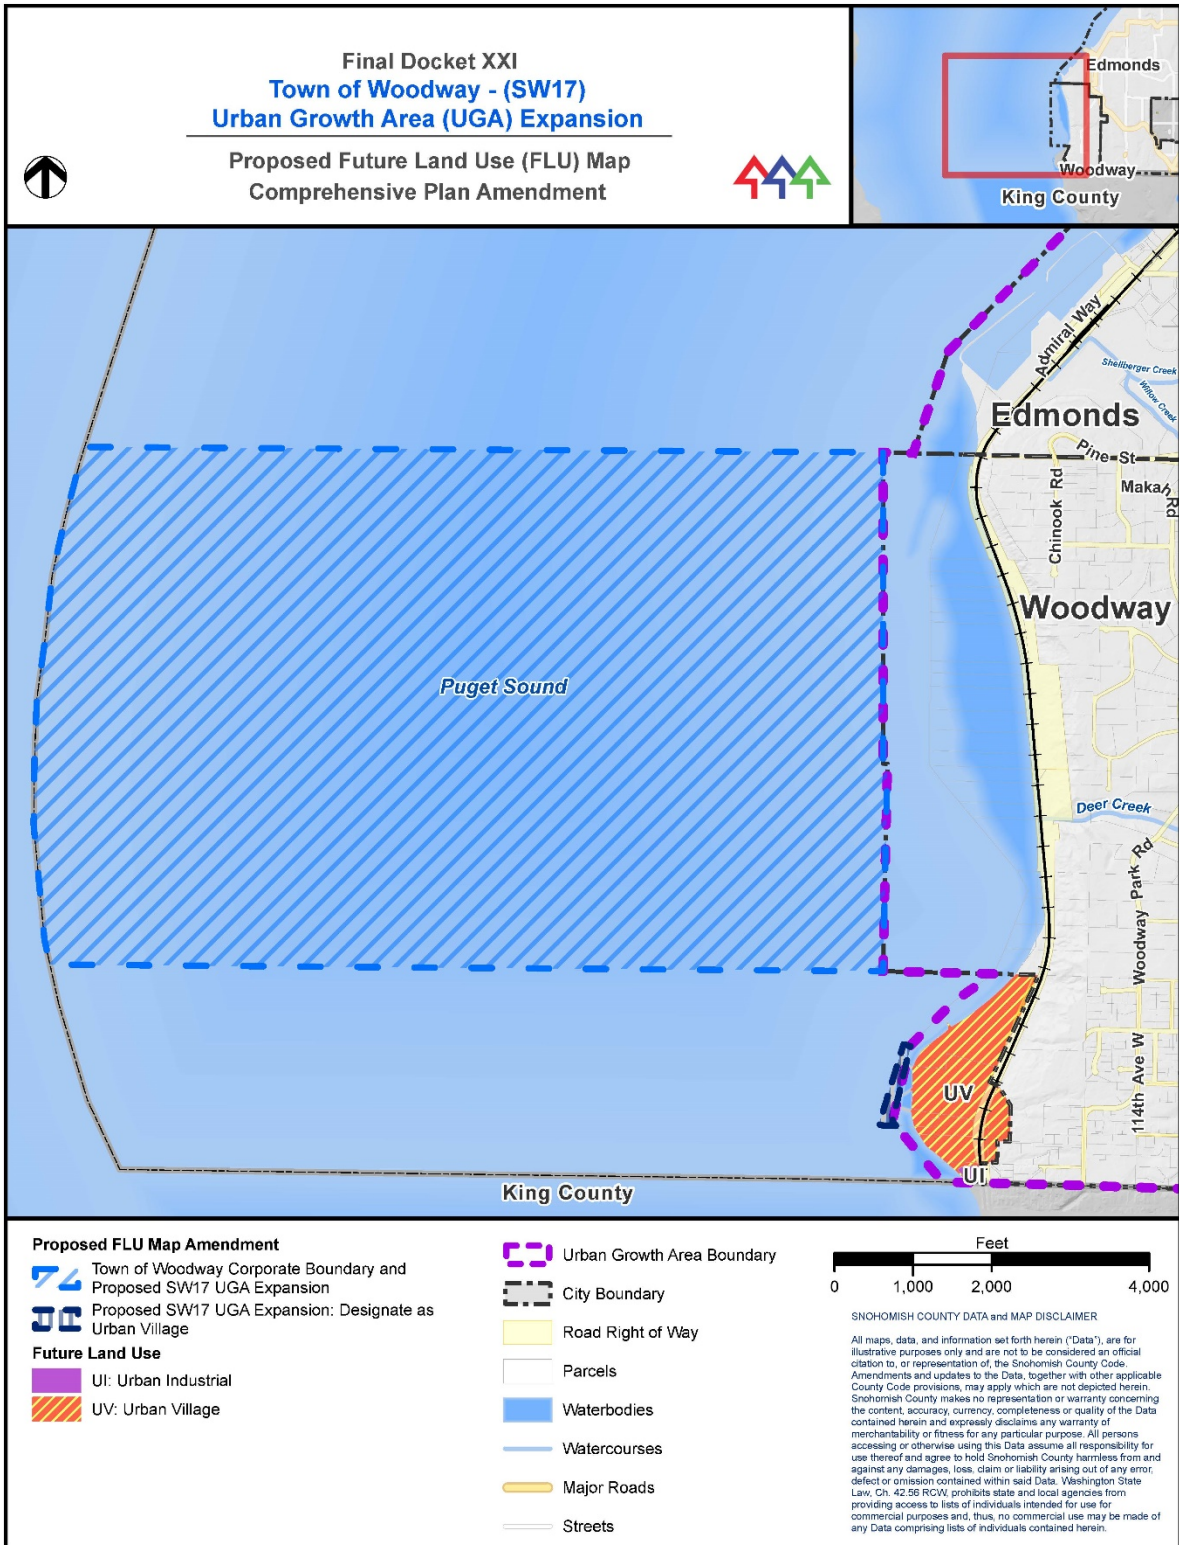 Final Docket XXI
Town of Woodway - (SW17)
Urban Growth Area (UGA) Expansion
Proposed Future Land Use (FLU) Map
Comprehensive Plan Amendment
Edmonds
Woodway
King County
Admiral Way
Shellberger Creek
Willow Creek
Edmonds
Pine St
Chinook Rd
Makah Rd
Woodway
Puget Sound
Deer Creek
Woodway Park Rd
114th Ave W
UV
UI
King County
Proposed FLU Map Amendment
Town of Woodway Corporate Boundary and
Proposed SW17 UGA Expansion
Proposed SW17 UGA Expansion: Designate as
Urban Village
Future Land Use
UI: Urban Industrial
UV: Urban Village
Urban Growth Area Boundary
City Boundary
Road Right of Way
Parcels
Waterbodies
Watercourses
Major Roads
Streets
Feet
0 1,000 2,000 4,000
SNOHOMISH COUNTY DATA and MAP DISCLAIMER
All maps, data, and information set forth herein ("Data"), are for
illustrative purposes only and are not to be considered an official
citation to, or representation of, the Snohomish County Code.
Amendments and updates to the Data, together with other applicable
County Code provisions, may apply which are not depicted herein.
Snohomish County makes no representation or warranty concerning
the content, accuracy, currency, completeness or quality of the Data
contained herein and expressly disclaims any warranty of
merchantability or fitness for any particular purpose. All persons
accessing or otherwise using this Data assume all responsibility for
use thereof and agree to hold Snohomish County harmless from and
against any damages, loss, claim or liability arising out of any error,
defect or omission contained within said Data. Washington State
Law, Ch. 42.56 RCW, prohibits state and local agencies from
providing access to lists of individuals intended for use for
commercial purposes and, thus, no commercial use may be made of
any Data comprising lists of individuals contained herein.